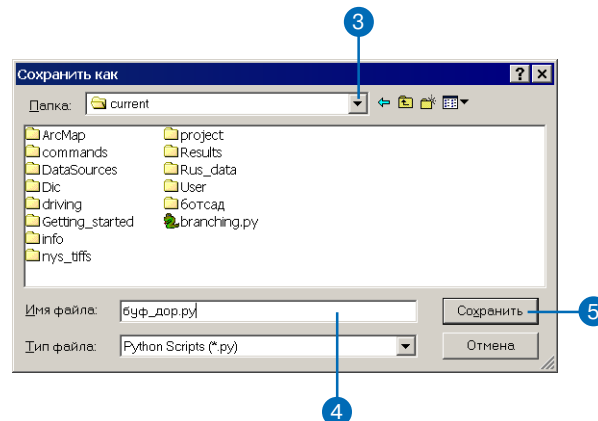 3
Сохранить как
Папка: current
ArcMap
commands
DataSources
Dic
driving
Getting_started
info
nys_tiffs
project
Results
Rus_data
User
ботсад
branching.py
Имя файла: буф_дор.py
Сохранить
5
Тип файла: Python Scripts (*.py)
Отмена
4